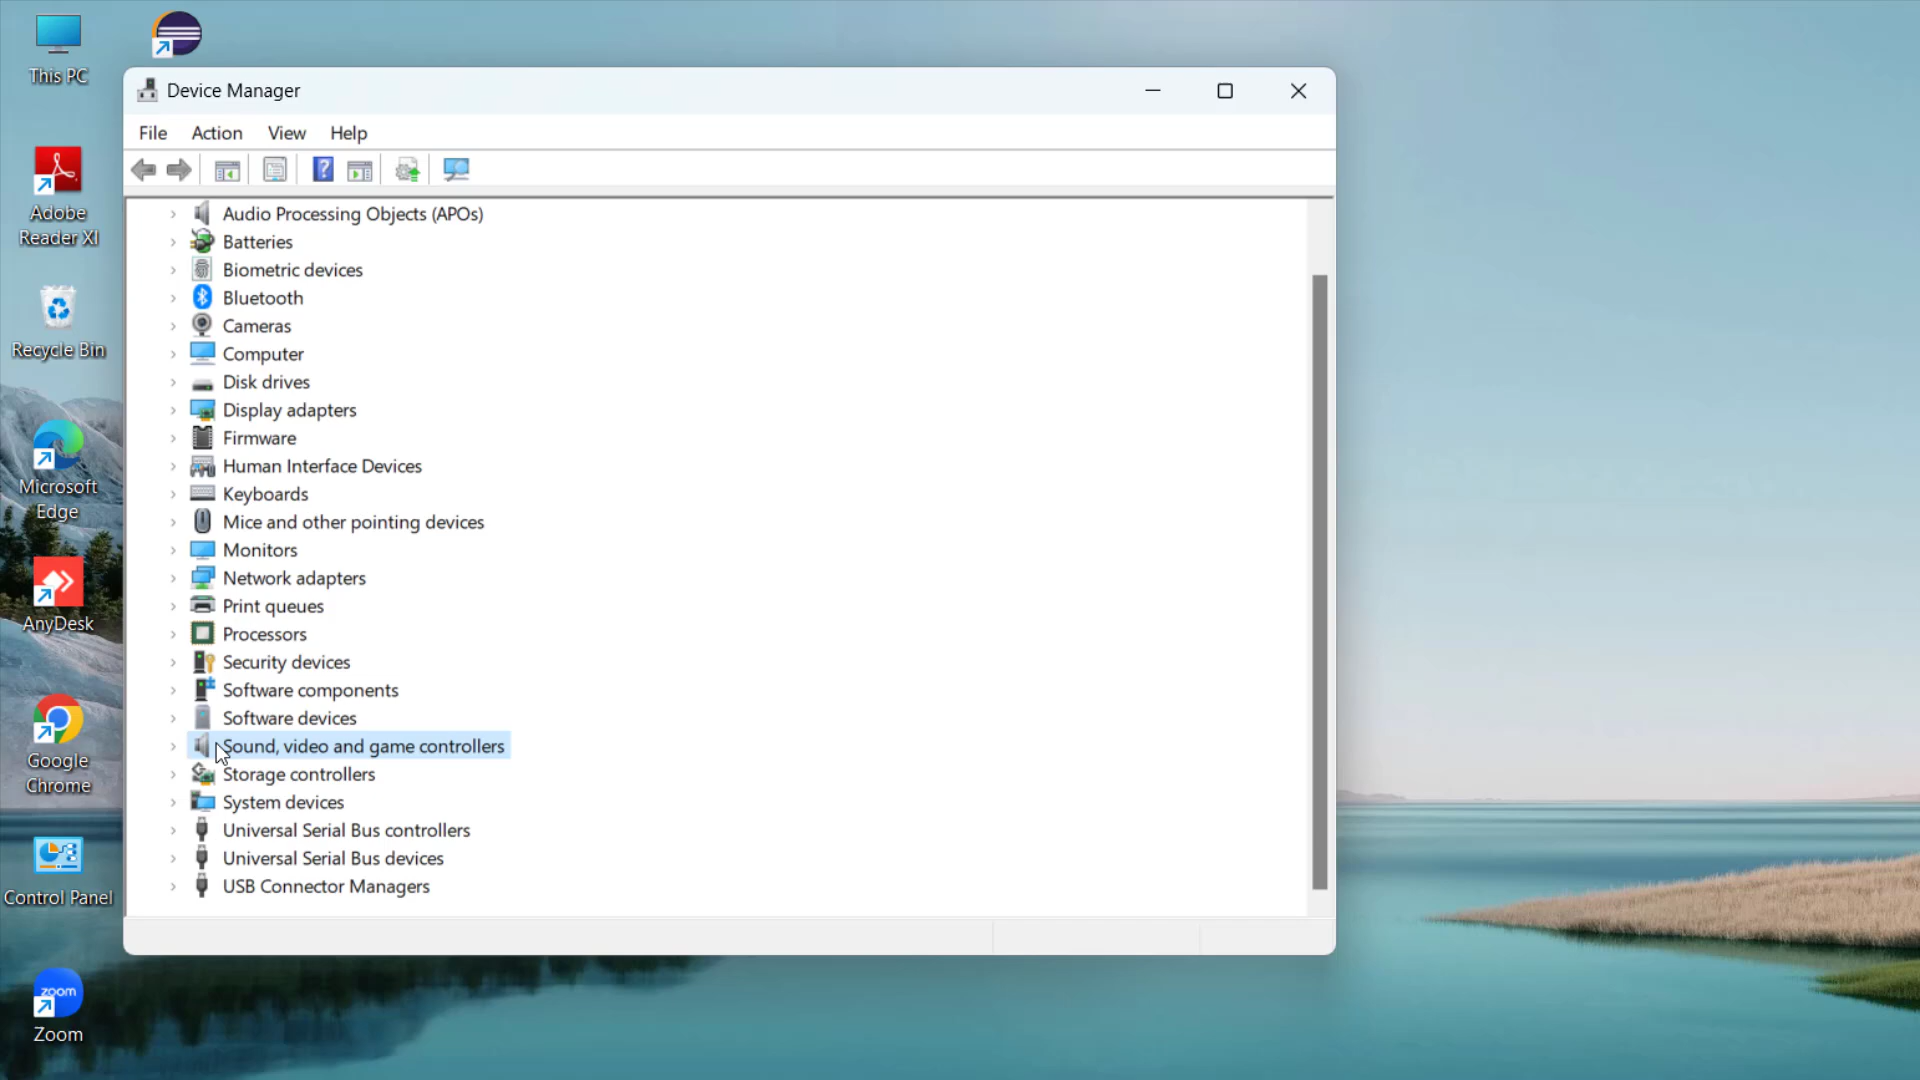 This PC
Adobe
Reader XI
Recycle Bin
Microsoft
Edge
AnyDesk
Google
Chrome
Control Panel
zoom
Zoom
Device Manager
File Action View Help
Audio Processing Objects (APOs)
Batteries
Biometric devices
Bluetooth
Cameras
Computer
Disk drives
Display adapters
Firmware
Human Interface Devices
Keyboards
Mice and other pointing devices
Monitors
Network adapters
Print queues
Processors
Security devices
Software components
Software devices
Sound, video and game controllers
Storage controllers
System devices
Universal Serial Bus controllers
Universal Serial Bus devices
USB Connector Managers